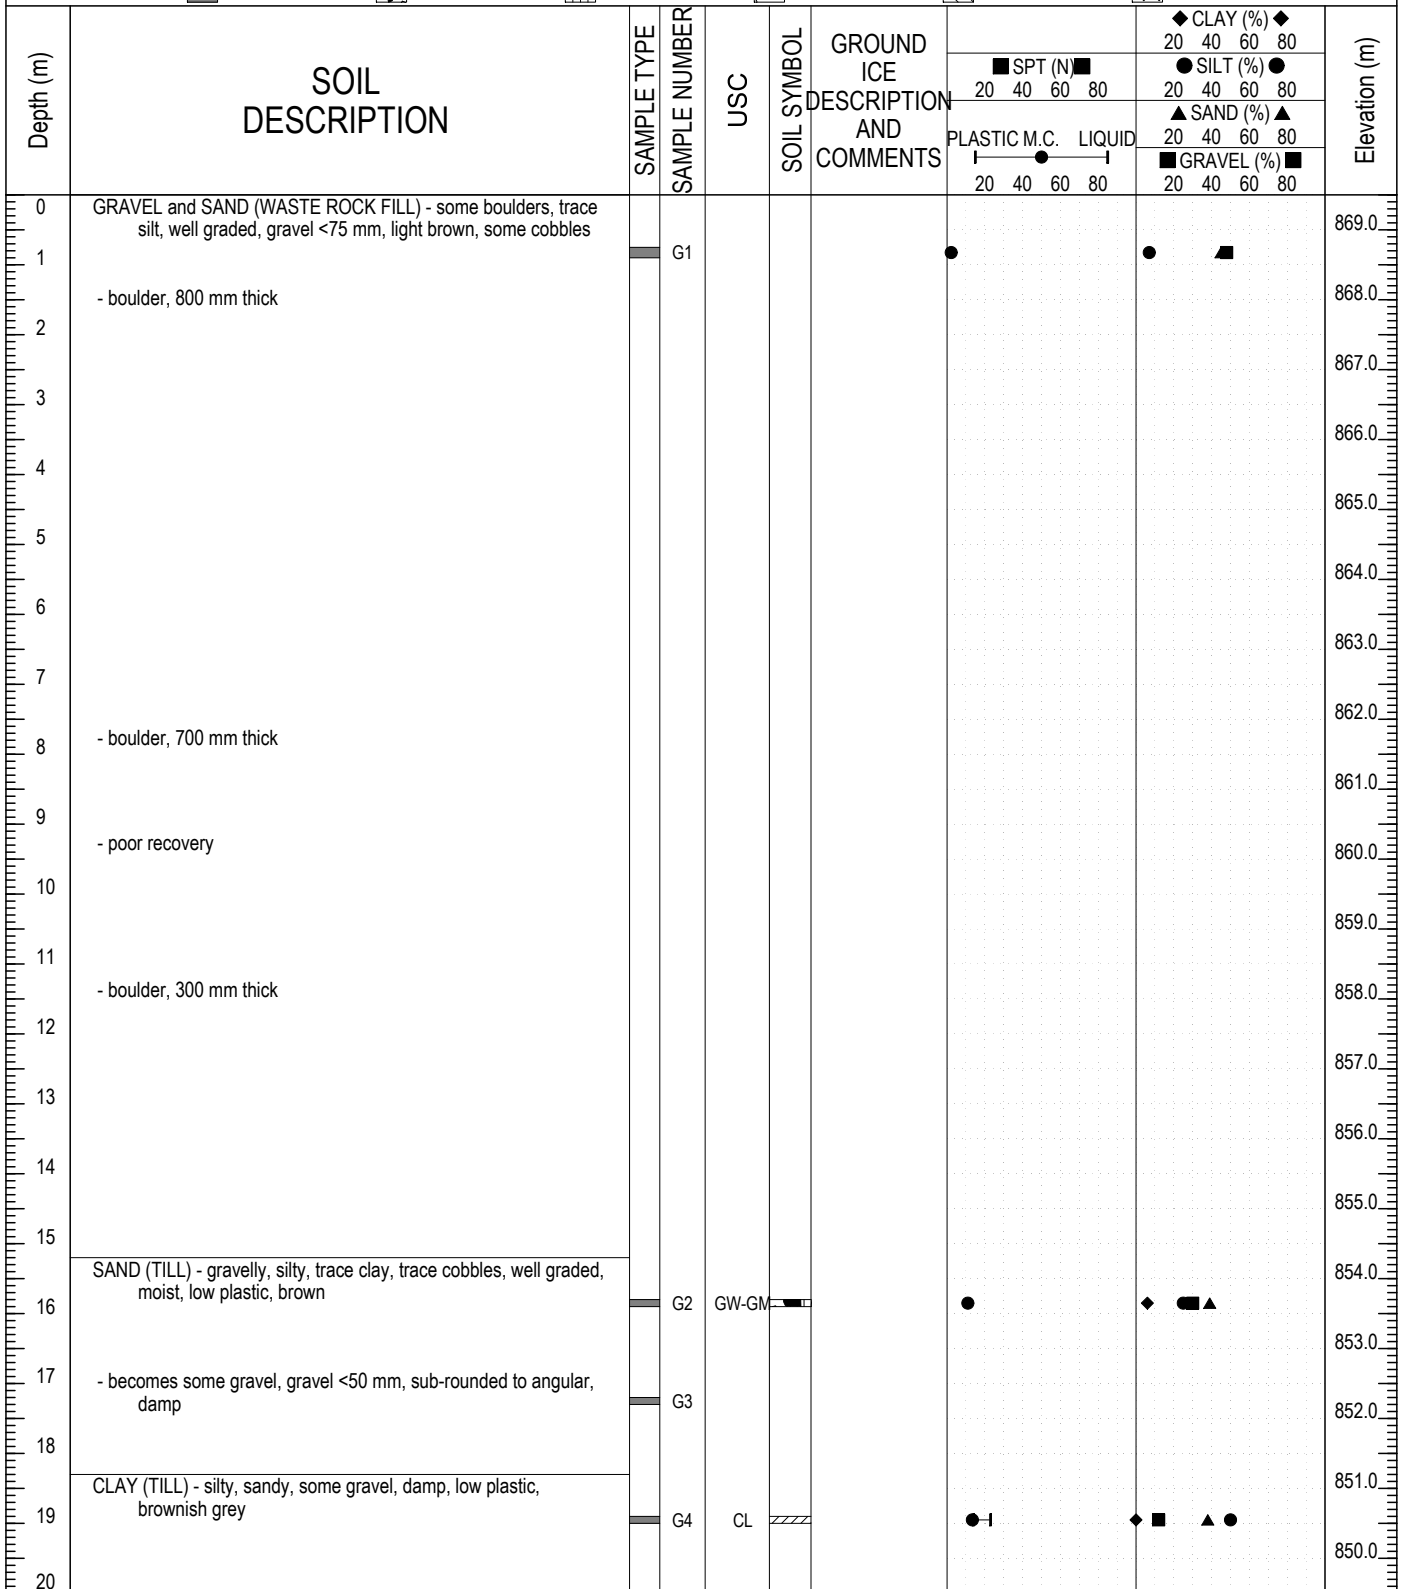 Depth (m)
SOIL
DESCRIPTION
SAMPLE TYPE
SAMPLE NUMBER
USC
SOIL SYMBOL
GROUND
ICE
DESCRIPTION
AND
COMMENTS
SPT (N)
20 40 60 80
PLASTIC M.C. LIQUID
20 40 60 80
CLAY (%)
20 40 60 80
SILT (%)
20 40 60 80
SAND (%)
20 40 60 80
GRAVEL (%)
20 40 60 80
Elevation (m)
0
GRAVEL and SAND (WASTE ROCK FILL) - some boulders, trace
silt, well graded, gravel <75 mm, light brown, some cobbles
869.0
1
G1
- boulder, 800 mm thick
868.0
2
867.0
3
866.0
4
865.0
5
864.0
6
863.0
7
862.0
- boulder, 700 mm thick
8
861.0
9
- poor recovery
860.0
10
859.0
11
- boulder, 300 mm thick
858.0
12
857.0
13
856.0
14
855.0
15
SAND (TILL) - gravelly, silty, trace clay, trace cobbles, well graded,
moist, low plastic, brown
854.0
16
G2
GW-GM
853.0
17
- becomes some gravel, gravel <50 mm, sub-rounded to angular,
damp
G3
852.0
18
CLAY (TILL) - silty, sandy, some gravel, damp, low plastic,
brownish grey
851.0
19
G4
CL
850.0
20